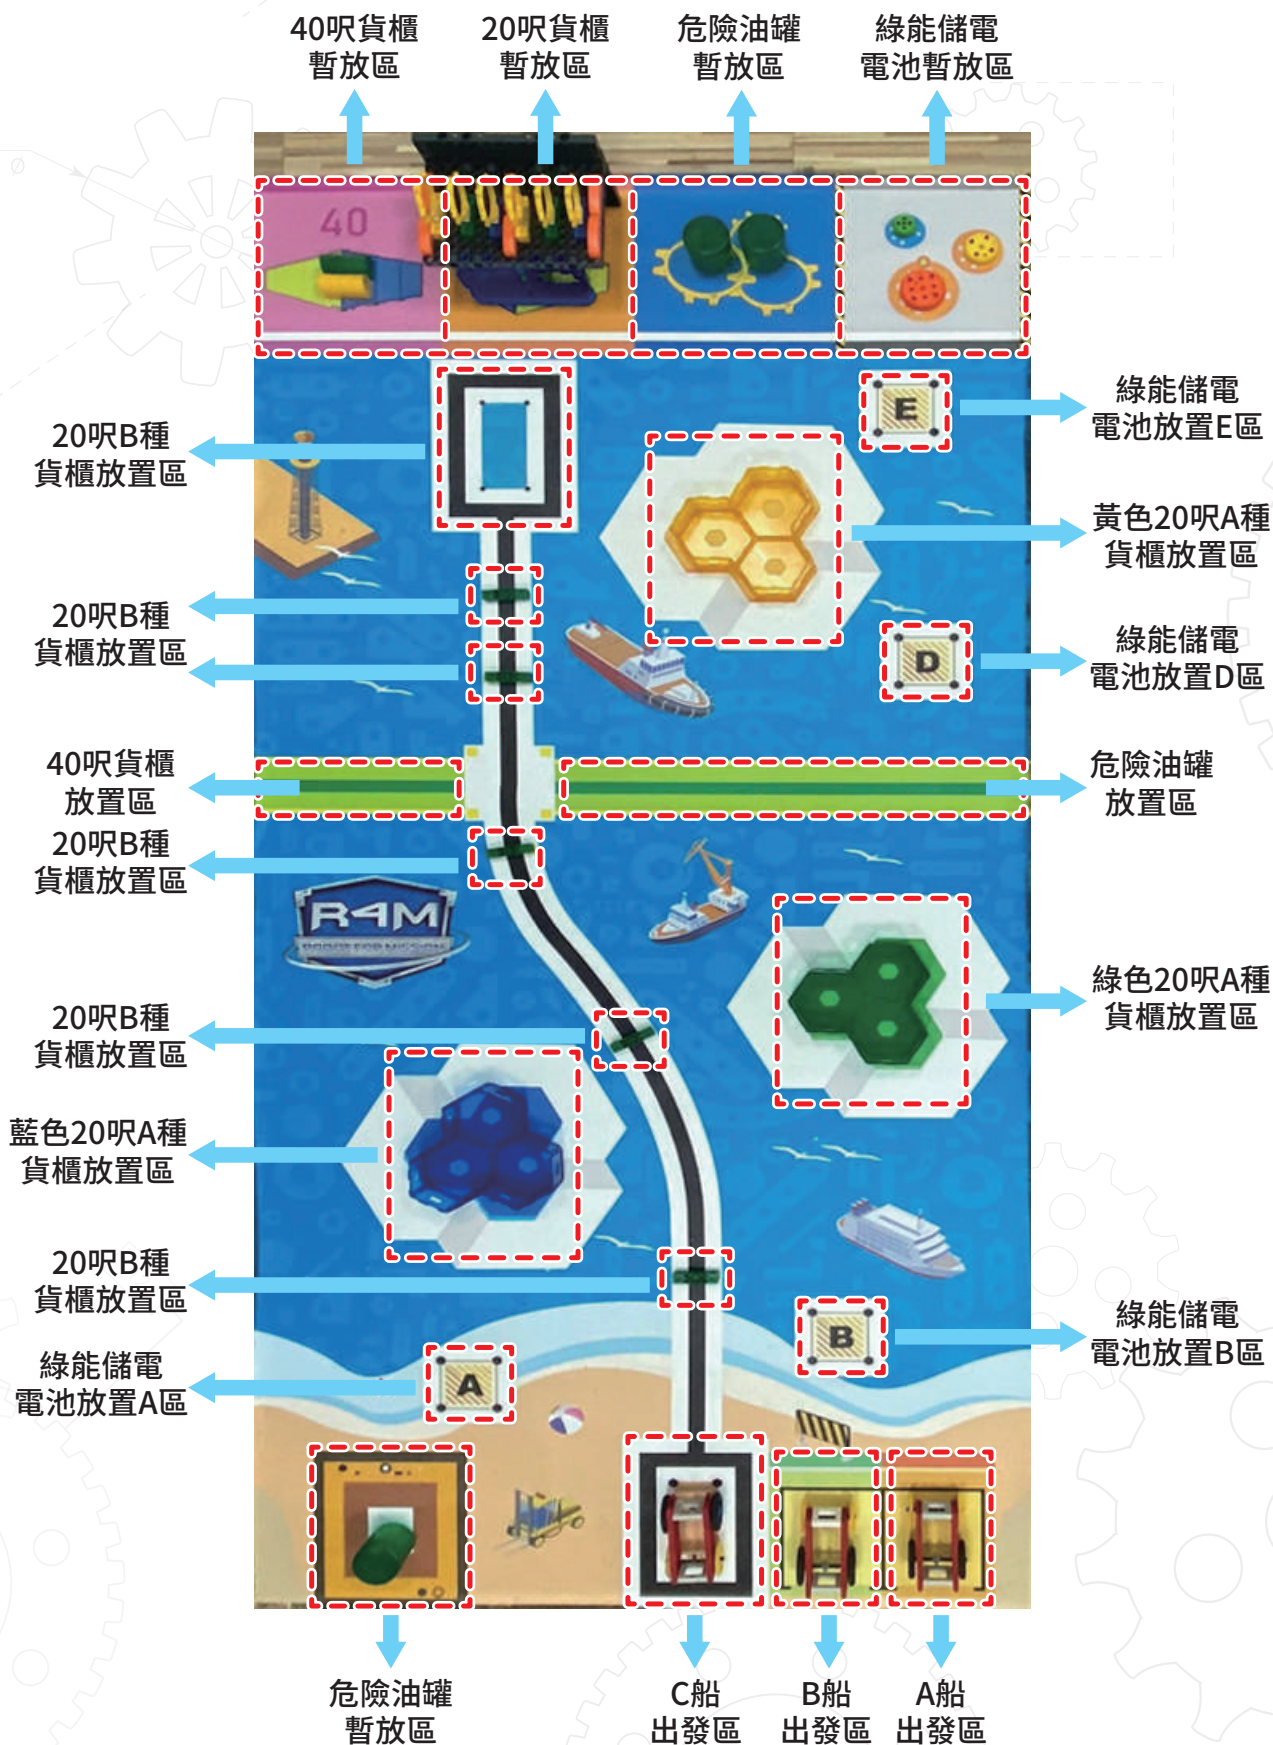 40呎貨櫃
暫放區
20呎貨櫃
暫放區
危險油罐
暫放區
綠能儲電
電池暫放區
40
E
綠能儲電
電池放置E區
20呎B種
貨櫃放置區
黃色20呎A種
貨櫃放置區
20呎B種
貨櫃放置區
D
綠能儲電
電池放置D區
40呎貨櫃
放置區
危險油罐
放置區
20呎B種
貨櫃放置區
R4M
ROBOT FOR MISSION
綠色20呎A種
貨櫃放置區
20呎B種
貨櫃放置區
藍色20呎A種
貨櫃放置區
20呎B種
貨櫃放置區
B
綠能儲電
電池放置B區
綠能儲電
電池放置A區
A
危險油罐
暫放區
C船
出發區
B船
出發區
A船
出發區